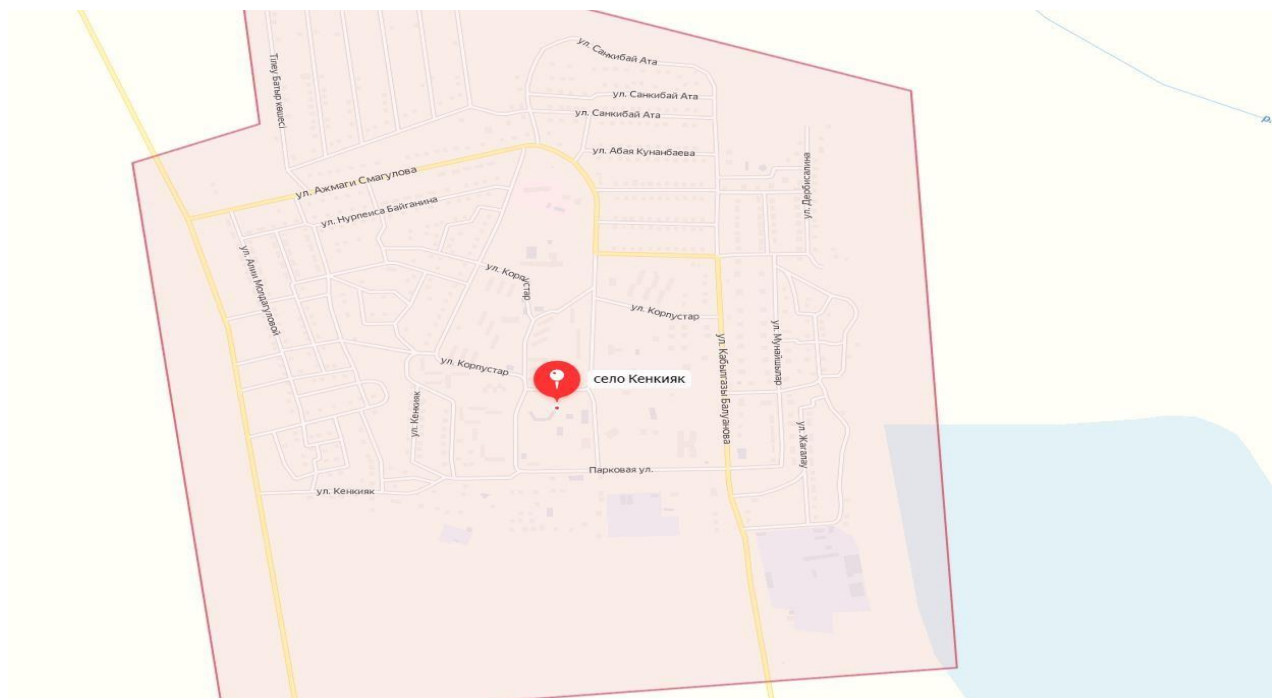 ул. Санкибай Ата
ул. Санкибай Ата
ул. Санкибай Ата
Тілеу Батыр көшесі
ул. Абая Кунанбаева
ул. Ажмаги Смагулова
ул. Дербисалина
ул. Нурпеиса Байганина
ул. Алии Молдагуловой
ул. Корпустар
ул. Корпустар
ул. Мунайшылар
ул. Кабылгазы Балуанова
ул. Корпустар
село Кенкияк
ул. Кенкияк
ул. Жагалау
Парковая ул.
ул. Кенкияк